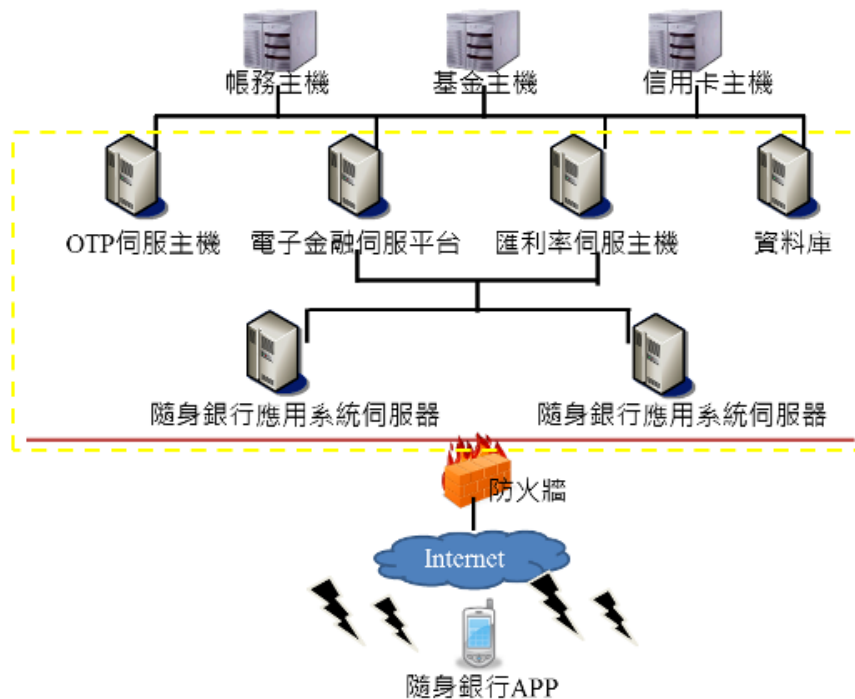 帳務主機
基金主機
信用卡主機
OTP伺服主機
電子金融伺服平台
匯利率伺服主機
資料庫
隨身銀行應用系統伺服器
隨身銀行應用系統伺服器
防火牆
Internet
隨身銀行APP